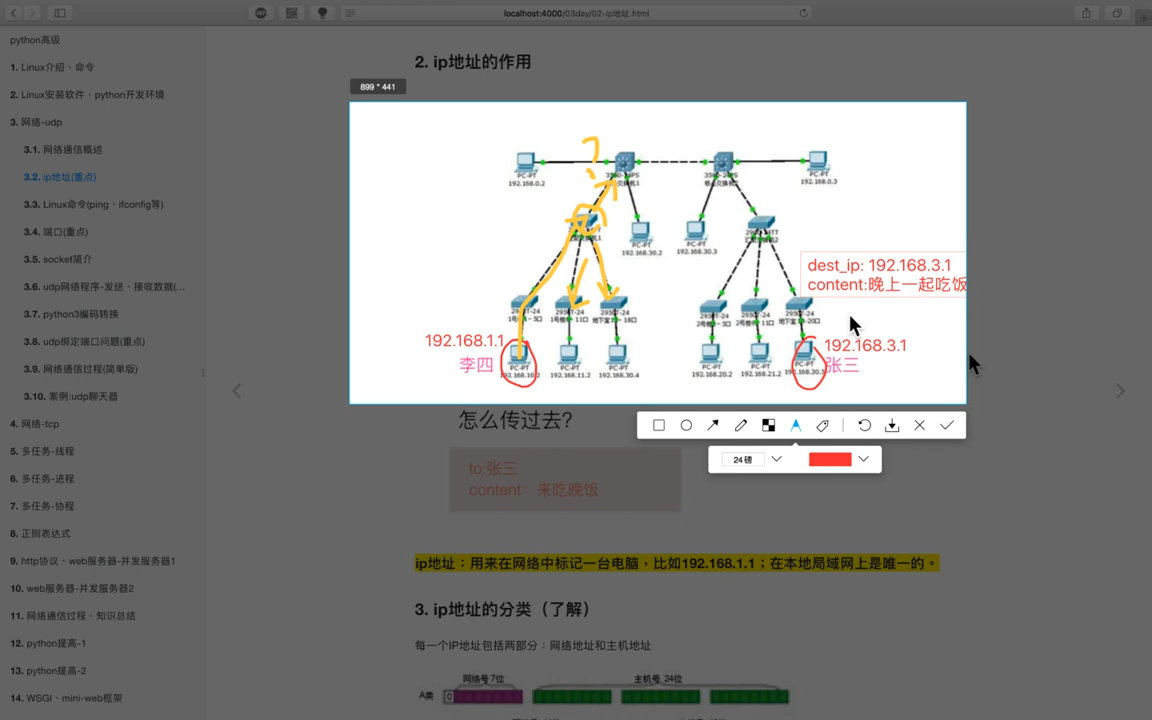 localhost:4000/03day/02-ip地址.html
python高级
1. Linux介绍、命令
2. Linux安装软件、python开发环境
3. 网络-udp
3.1. 网络通信概述
3.2. ip地址(重点)
3.3. Linux命令(ping、ifconfig等)
3.4. 端口(重点)
3.5. socket简介
3.6. udp网络程序-发送、接收数据(...
3.7. python3编码转换
3.8. udp绑定端口问题(重点)
3.9. 网络通信过程(简单版)
3.10. 案例:udp聊天器
4. 网络-tcp
5. 多任务-线程
6. 多任务-进程
7. 多任务-协程
8. 正则表达式
9. http协议、web服务器-并发服务器1
10. web服务器-并发服务器2
11. 网络通信过程、知识总结
12. python提高-1
13. python提高-2
14. WSGI、mini-web框架
2. ip地址的作用
899 * 441
PC-PT
192.168.0.2
PC-PT
192.168.0.3
PC-PT
192.168.30.2
PC-PT
192.168.30.3
dest_ip: 192.168.3.1
content:晚上一起吃饭
192.168.1.1
李四
192.168.3.1
张三
PC-PT
PC-PT
192.168.11.2
PC-PT
192.168.30.4
PC-PT
192.168.20.2
PC-PT
192.168.21.2
PC-PT
怎么传过去?
24 磅
to:张三
content: 来吃晚饭
ip地址：用来在网络中标记一台电脑，比如192.168.1.1；在本地局域网上是唯一的。
3. ip地址的分类（了解）
每一个IP地址包括两部分：网络地址和主机地址
网络号 7位
主机号 24位
A类
0